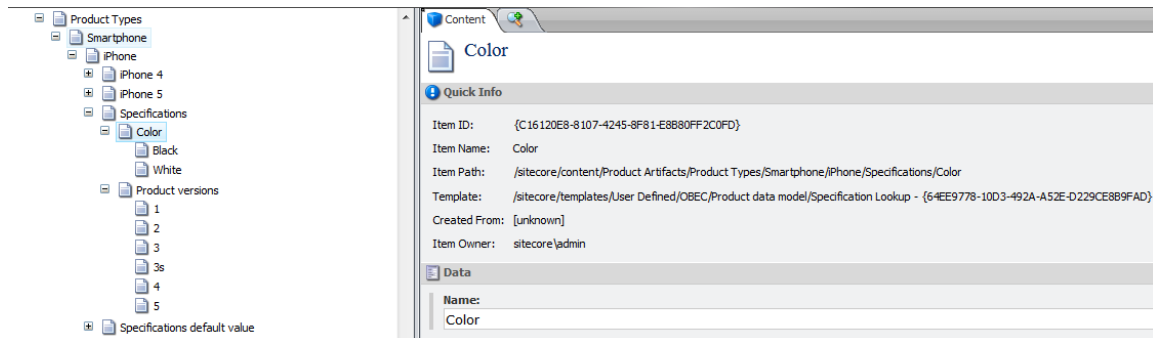 Product Types
Smartphone
iPhone
iPhone 4
iPhone 5
Specifications
Color
Black
White
Product versions
1
2
3
3s
4
5
Specifications default value
Content
Color
Quick Info
Item ID: {C16120E8-8107-4245-8F81-E8B80FF2C0FD}
Item Name: Color
Item Path: /sitecore/content/Product Artifacts/Product Types/Smartphone/iPhone/Specifications/Color
Template: /sitecore/templates/User Defined/OBEC/Product data model/Specification Lookup - {64EE9778-10D3-492A-A52E-D229CE8B9FAD}
Created From: [unknown]
Item Owner: sitecore\admin
Data
Name:
Color